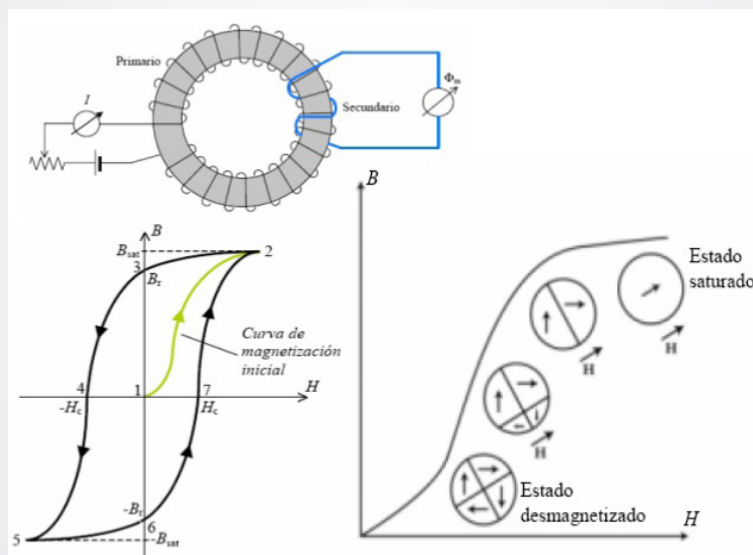 Primario
I
Φm
Secundario
B
Bsat
2
3
Br
Curva de
magnetización
inicial
4
1
7
H
-Hc
Hc
-Br
6
5
-Bsat
B
Estado
saturado
H
H
H
Estado
desmagnetizado
H